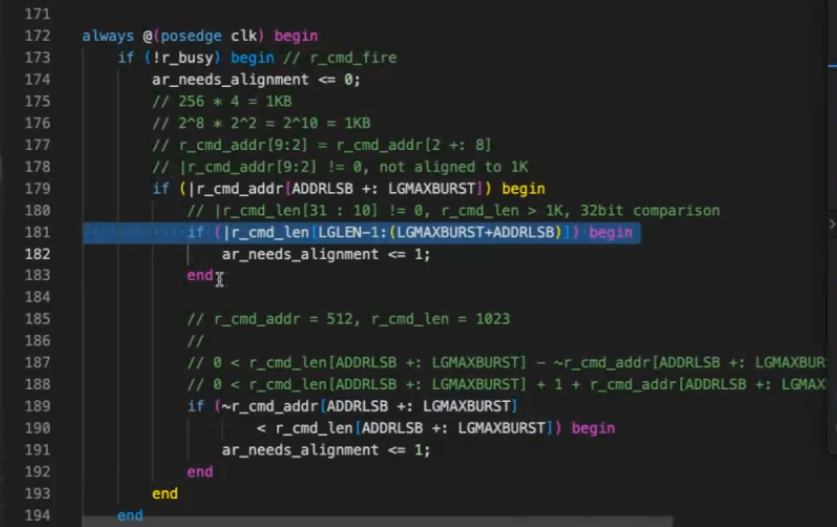 171
172 always @(posedge clk) begin
173 if (!r_busy) begin // r_cmd_fire
174 ar_needs_alignment <= 0;
175 // 256 * 4 = 1KB
176 // 2^8 * 2^2 = 2^10 = 1KB
177 // r_cmd_addr[9:2] = r_cmd_addr[2 +: 8]
178 // |r_cmd_addr[9:2] != 0, not aligned to 1K
179 if (|r_cmd_addr[ADDRLSB +: LGMAXBURST]) begin
180 // |r_cmd_len[31 : 10] != 0, r_cmd_len > 1K, 32bit comparison
181 if (|r_cmd_len[LGLEN-1:(LGMAXBURST+ADDRLSB)]) begin
182 ar_needs_alignment <= 1;
183 end
184
185 // r_cmd_addr = 512, r_cmd_len = 1023
186 //
187 // 0 < r_cmd_len[ADDRLSB +: LGMAXBURST] - ~r_cmd_addr[ADDRLSB +: LGMAXBUR
188 // 0 < r_cmd_len[ADDRLSB +: LGMAXBURST] + 1 + r_cmd_addr[ADDRLSB +: LGMAX
189 if (~r_cmd_addr[ADDRLSB +: LGMAXBURST]
190 < r_cmd_len[ADDRLSB +: LGMAXBURST]) begin
191 ar_needs_alignment <= 1;
192 end
193 end
194 end